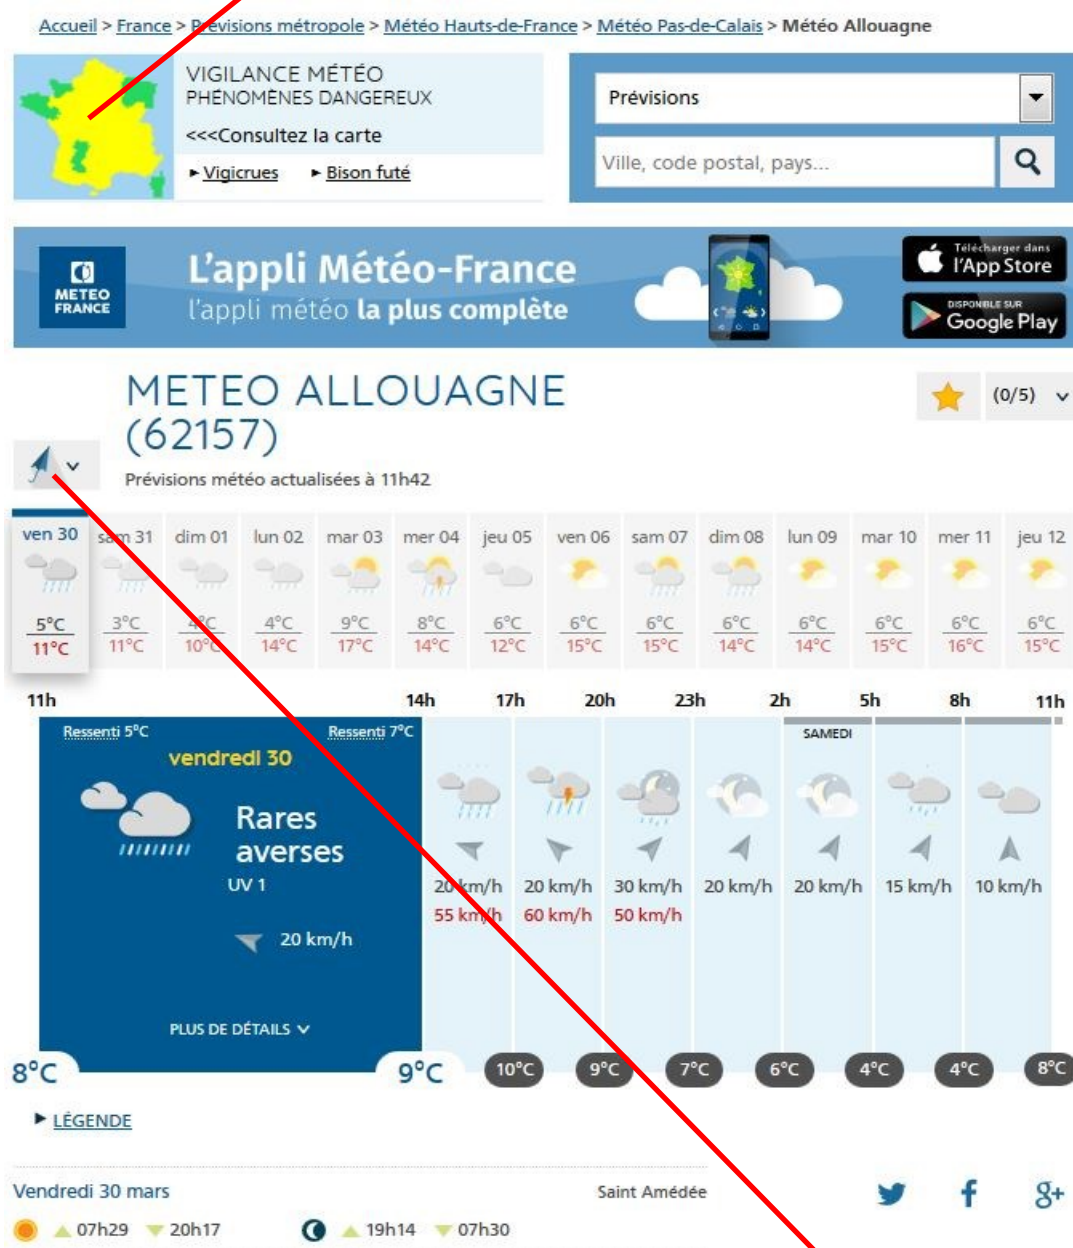 Accueil > France > Prévisions métropole > Météo Hauts-de-France > Météo Pas-de-Calais > Météo Allouagne
VIGILANCE MÉTÉO
PHÉNOMÈNES DANGEREUX
<<<Consultez la carte
► Vigicrues ► Bison futé
Prévisions
Ville, code postal, pays...
METEO
FRANCE
L'appli Météo-France
l'appli météo la plus complète
Télécharger dans
l'App Store
DISPONIBLE SUR
Google Play
METEO ALLOUAGNE
(62157)
(0/5)
Prévisions météo actualisées à 11h42
ven 30 sam 31 dim 01 lun 02 mar 03 mer 04 jeu 05 ven 06 sam 07 dim 08 lun 09 mar 10 mer 11 jeu 12
5°C 3°C 4°C 4°C 9°C 8°C 6°C 6°C 6°C 6°C 6°C 6°C 6°C 6°C
11°C 11°C 10°C 14°C 17°C 14°C 12°C 15°C 15°C 14°C 14°C 15°C 16°C 15°C
11h 14h 17h 20h 23h 2h 5h 8h 11h
Ressenti 5°C Ressenti 7°C
SAMEDI
vendredi 30
Rares
averses
UV 1
20 km/h
20 km/h 20 km/h 30 km/h 20 km/h 20 km/h 15 km/h 10 km/h
55 km/h 60 km/h 50 km/h
PLUS DE DÉTAILS
8°C 9°C 10°C 9°C 7°C 6°C 4°C 4°C 8°C
► LÉGENDE
Vendredi 30 mars Saint Amédée
07h29 20h17 19h14 07h30